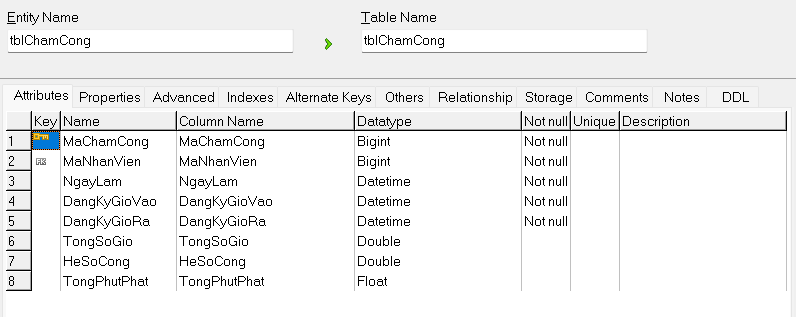 Entity Name Table Name
tblChamCong tblChamCong
Attributes Properties Advanced Indexes Alternate Keys Others Relationship Storage Comments Notes DDL
Key Name Column Name Datatype Not null Unique Description
1 MaChamCong MaChamCong Bigint Not null
2 FK MaNhanVien MaNhanVien Bigint Not null
3 NgayLam NgayLam Datetime Not null
4 DangKyGioVao DangKyGioVao Datetime Not null
5 DangKyGioRa DangKyGioRa Datetime Not null
6 TongSoGio TongSoGio Double
7 HeSoCong HeSoCong Double
8 TongPhutPhat TongPhutPhat Float